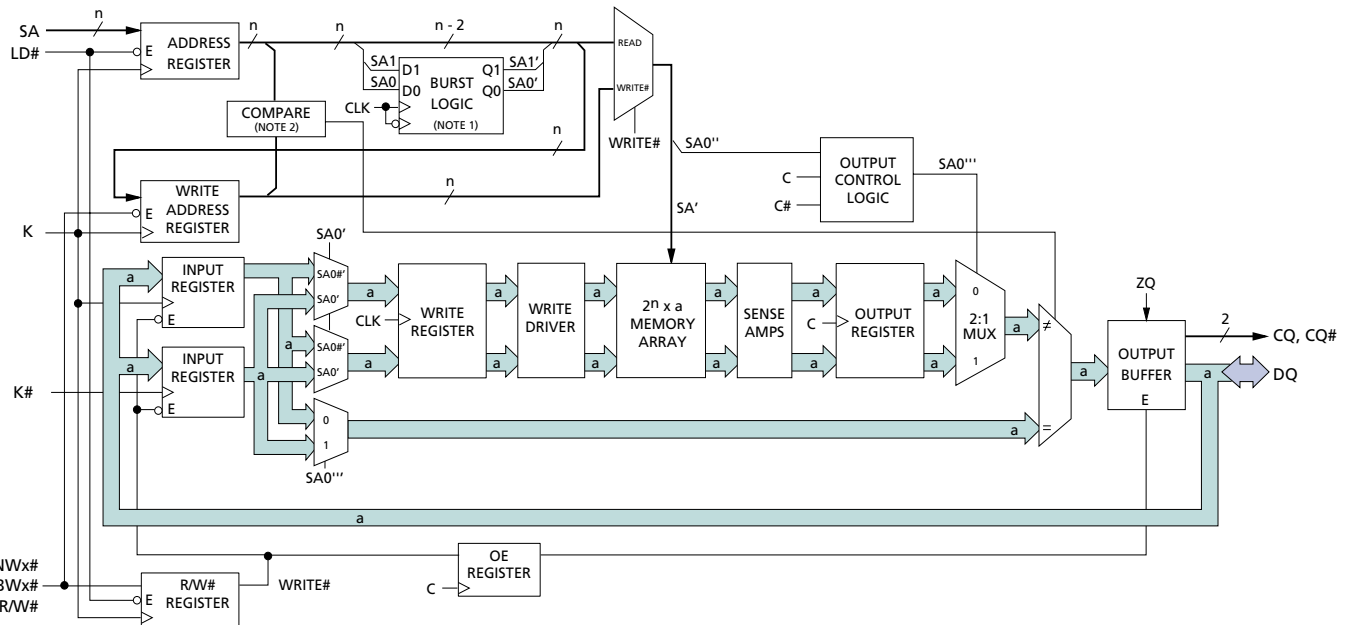 SA
n
LD#
E
ADDRESS
REGISTER
n
n
n - 2
n
SA1
SA0
D1
D0
BURST
LOGIC
(NOTE 1)
Q1
Q0
SA1'
SA0'
CLK
READ
WRITE#
WRITE#
COMPARE
(NOTE 2)
n
n
SA0''
C
C#
OUTPUT
CONTROL
LOGIC
SA0'''
SA'
K
E
WRITE
ADDRESS
REGISTER
SA0'
a
INPUT
REGISTER
E
SA0#'
SA0'
a
CLK
WRITE
REGISTER
a
a
WRITE
DRIVER
a
a
2n x a
MEMORY
ARRAY
a
a
SENSE
AMPS
a
a
C
OUTPUT
REGISTER
a
a
0
2:1
MUX
1
a
≠
=
a
ZQ
OUTPUT
BUFFER
E
2
CQ, CQ#
a
DQ
K#
a
INPUT
REGISTER
E
a
a
SA0#'
SA0'
a
0
1
SA0'''
a
a
NWx#
BWx#
R/W#
E
R/W#
REGISTER
WRITE#
C
OE
REGISTER